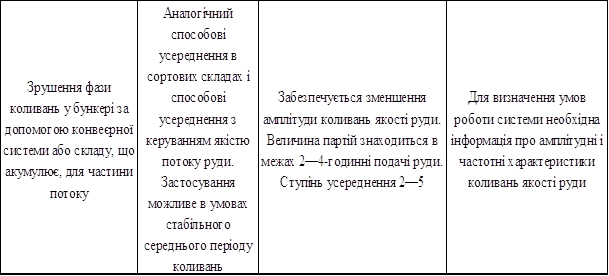 Зрушення фази
коливань у бункері за
допомогою конвеєрної
системи або складу, що
акумулює, для частини
потоку
Аналогічний
способові
усереднення в
сортових складах і
способові
усереднення з
керуванням якістю
потоку руди.
Застосування
можливе в умовах
стабільного
середнього періоду
коливань
Забезпечується зменшення
амплітуди коливань якості руди.
Величина партій знаходиться в
межах 2—4-годинні подачі руди.
Ступінь усереднення 2—5
Для визначення умов
роботи системи необхідна
інформація про амплітудні і
частотні характеристики
коливань якості руди